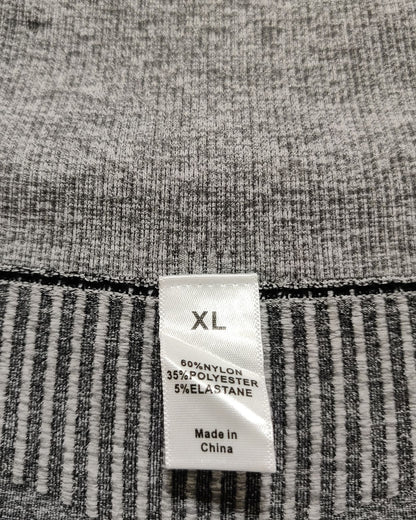 XL
60%NYLON
35%POLYESTER
5%ELASTANE
Made in
China